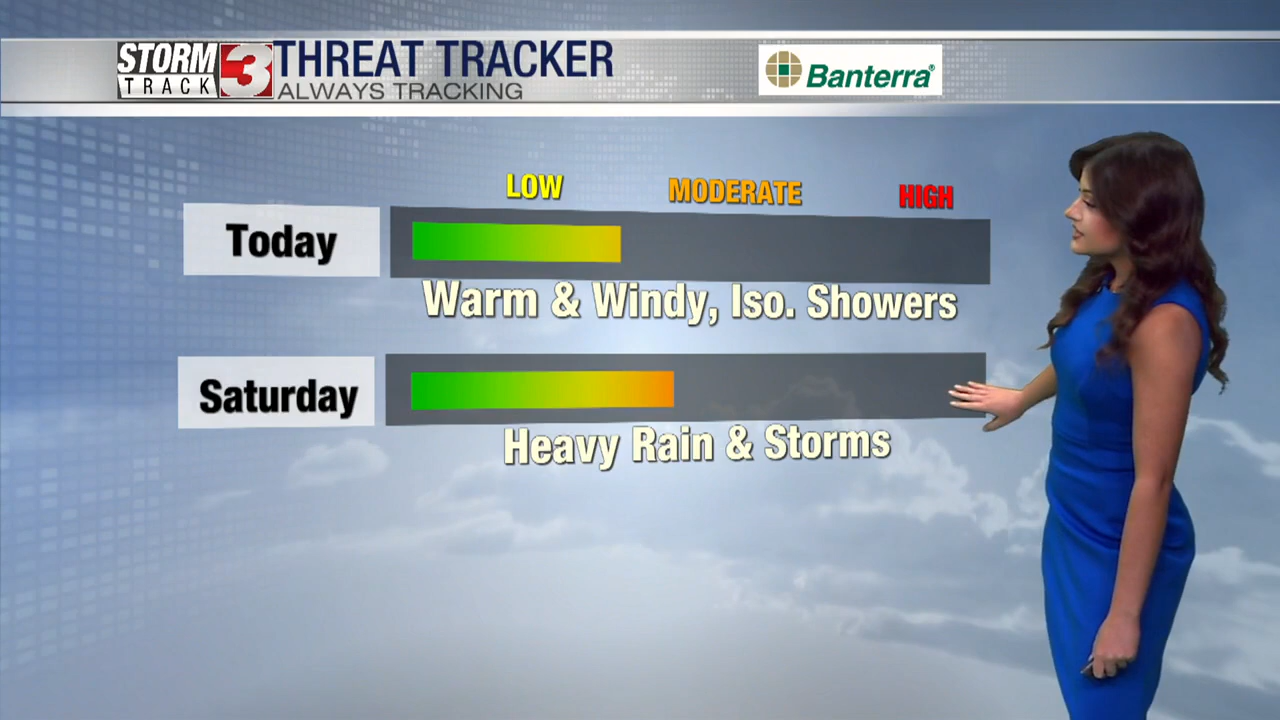 STORM
TRACK
3
THREAT TRACKER
ALWAYS TRACKING
Banterra®
LOW
MODERATE
HIGH
Today
Warm & Windy, Iso. Showers
Saturday
Heavy Rain & Storms